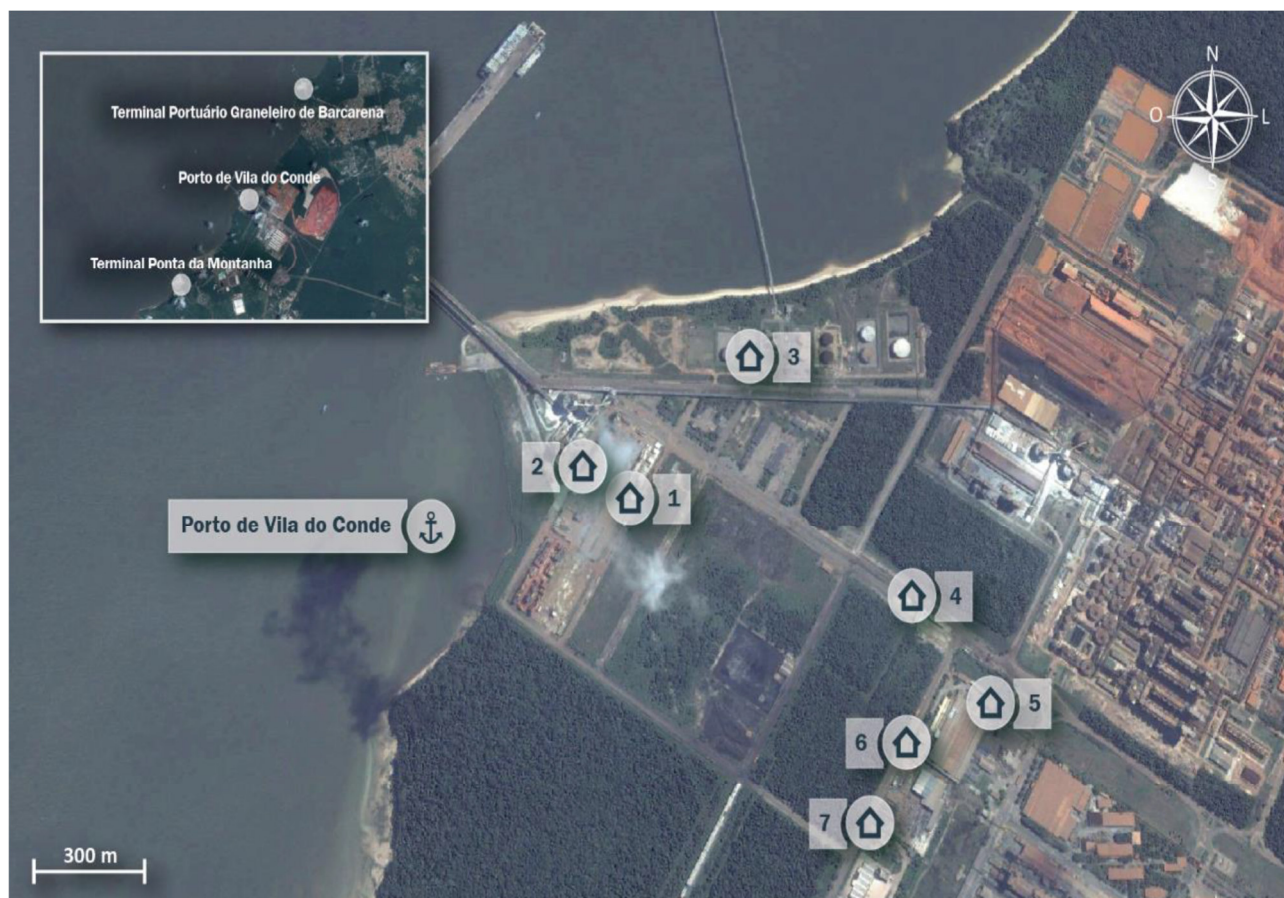 Terminal Portuário Graneleiro de Barcarena
Porto de Vila do Conde
Terminal Ponta da Montanha
N
O
L
S
3
2
1
Porto de Vila do Conde
4
5
6
7
300 m